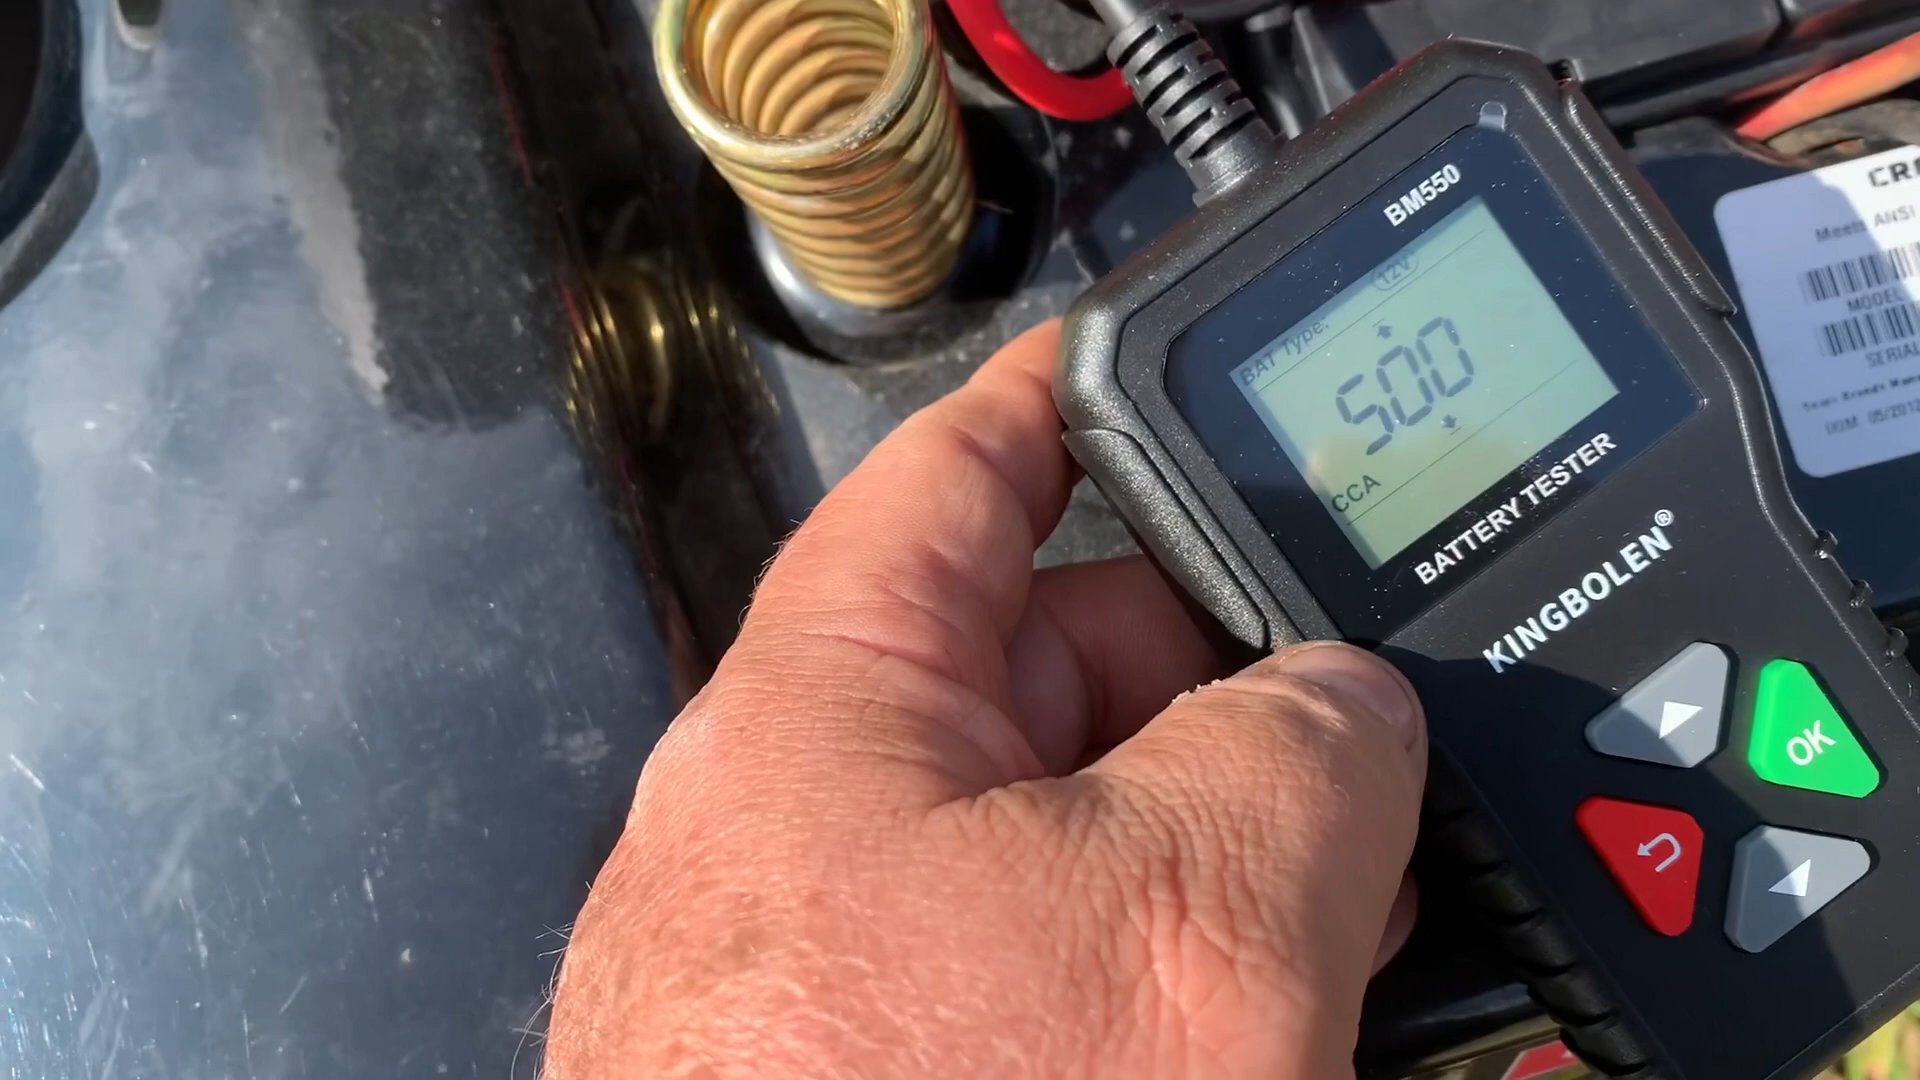 BM550
12V
BAT Type:
500
CCA
BATTERY TESTER
KINGBOLEN®
OK
Meets ANSI
MODEL
SERIAL